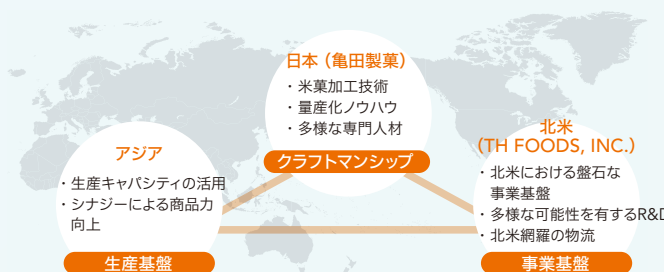 日本（亀田製菓）
・米菓加工技術
・量産化ノウハウ
・多様な専門人材
クラフトマンシップ
アジア
・生産キャパシティの活用
・シナジーによる商品力
向上
生産基盤
北米
（TH FOODS, INC.）
・北米における盤石な
事業基盤
・多様な可能性を有するR&D
・北米網羅の物流
事業基盤